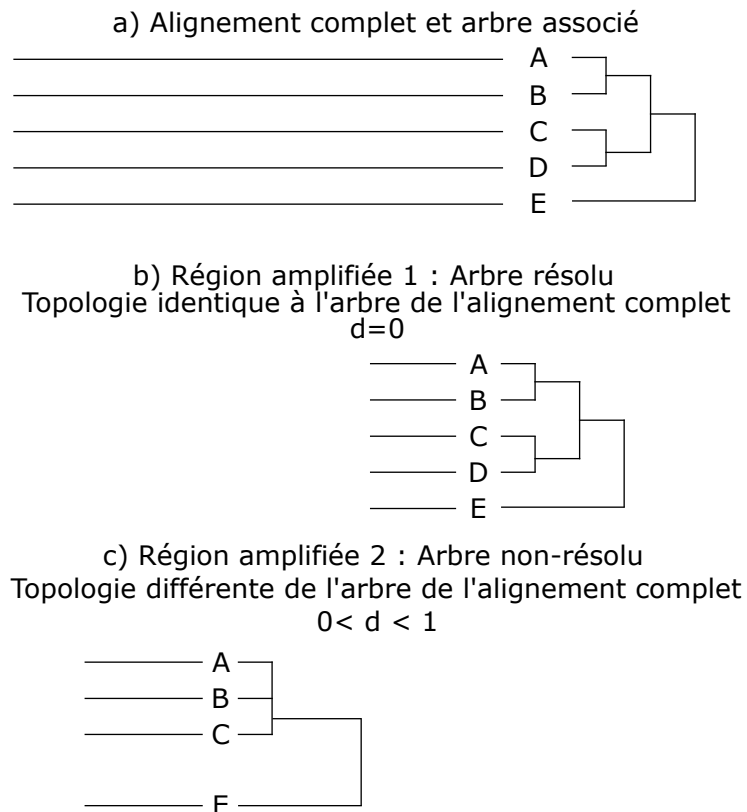 a) Alignement complet et arbre associé
A
B
C
D
E
b) Région amplifiée 1 : Arbre résolu
Topologie identique à l'arbre de l'alignement complet
d=0
A
B
C
D
E
c) Région amplifiée 2 : Arbre non-résolu
Topologie différente de l'arbre de l'alignement complet
0< d < 1
A
B
C